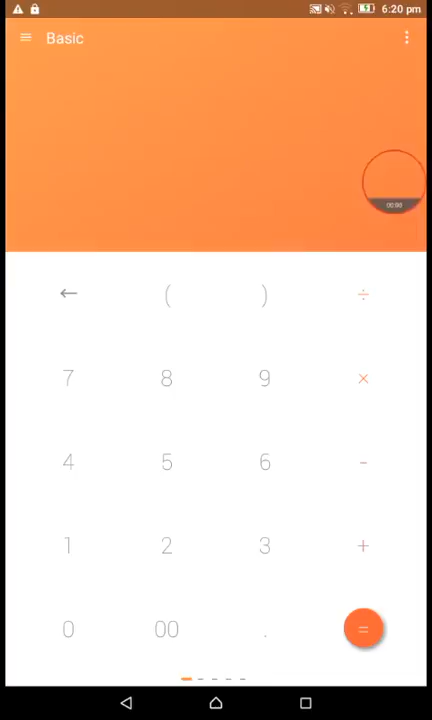 6:20 pm
Basic
00:00
← ( ) ÷
7 8 9 ×
4 5 6 -
1 2 3 +
0 00 . =